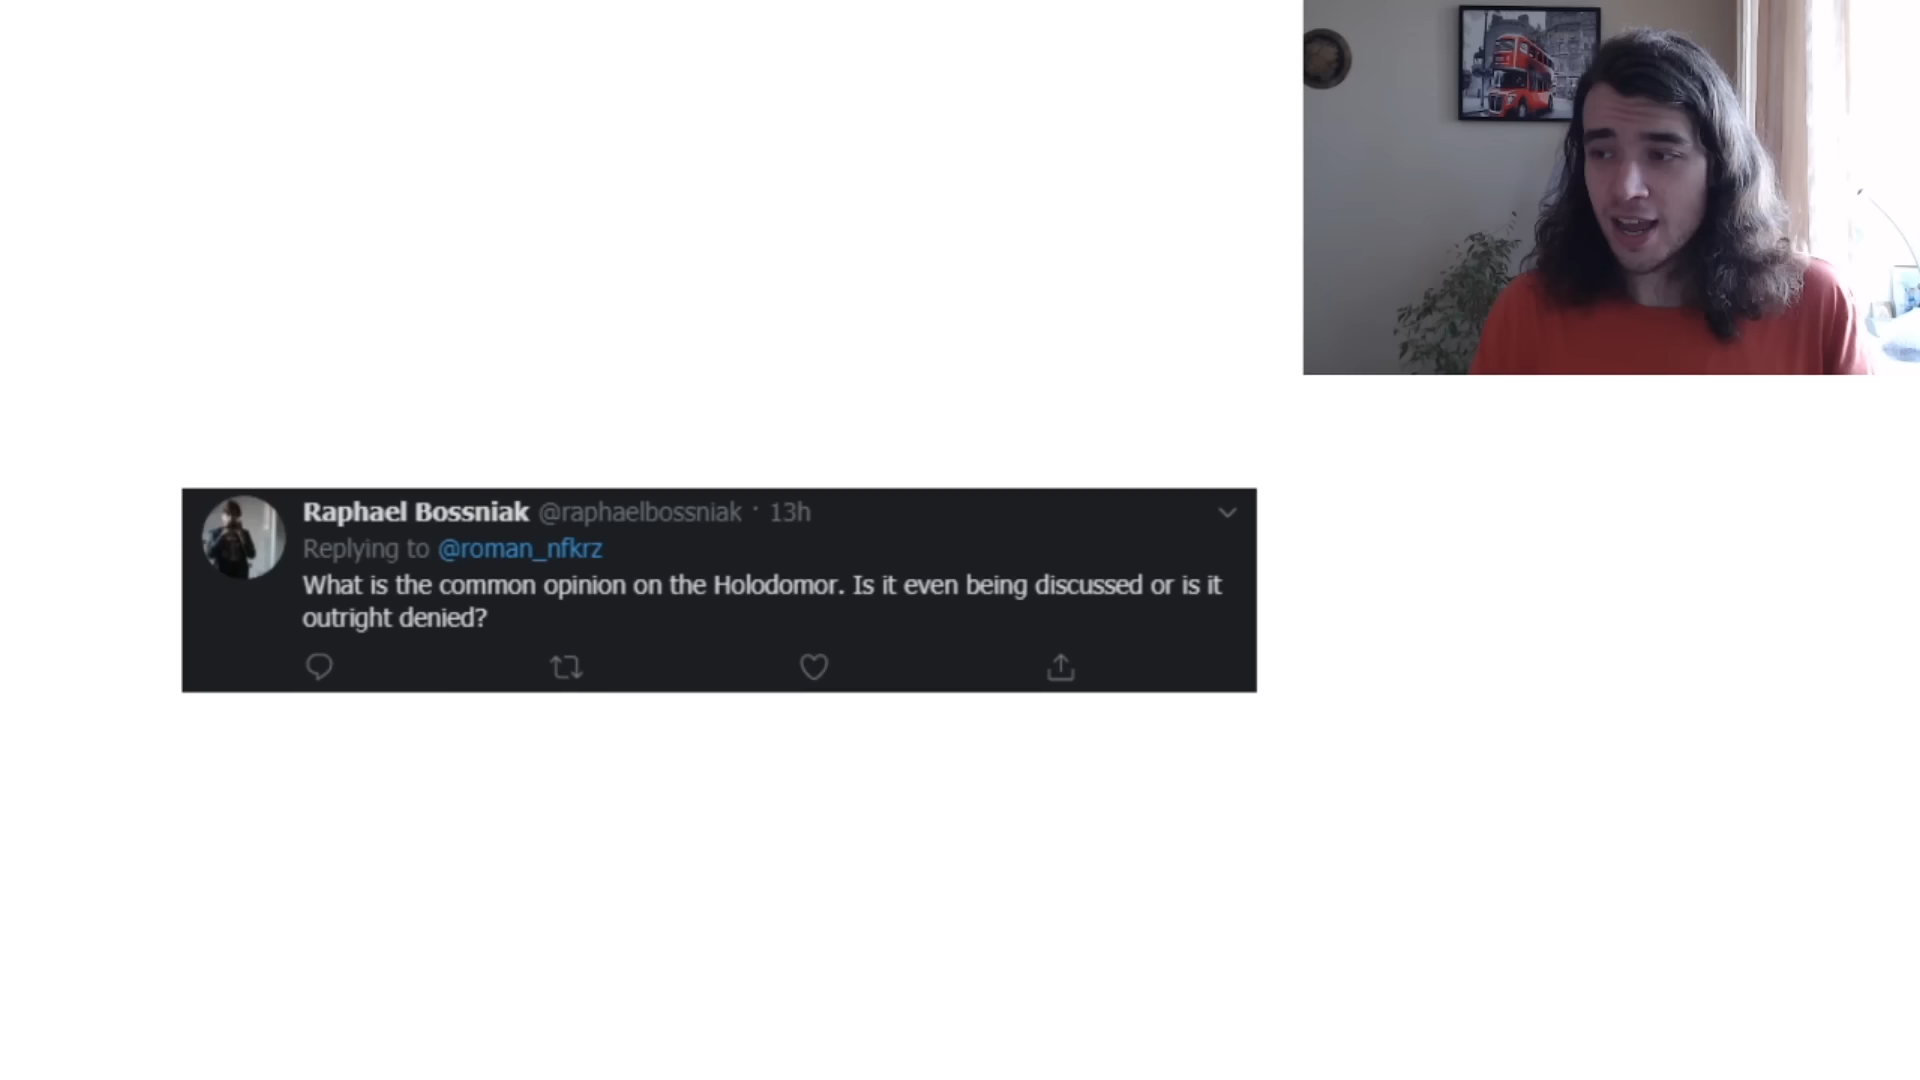 Raphael Bossniak @raphaelbossniak · 13h
Replying to @roman_nfkrz
What is the common opinion on the Holodomor. Is it even being discussed or is it
outright denied?